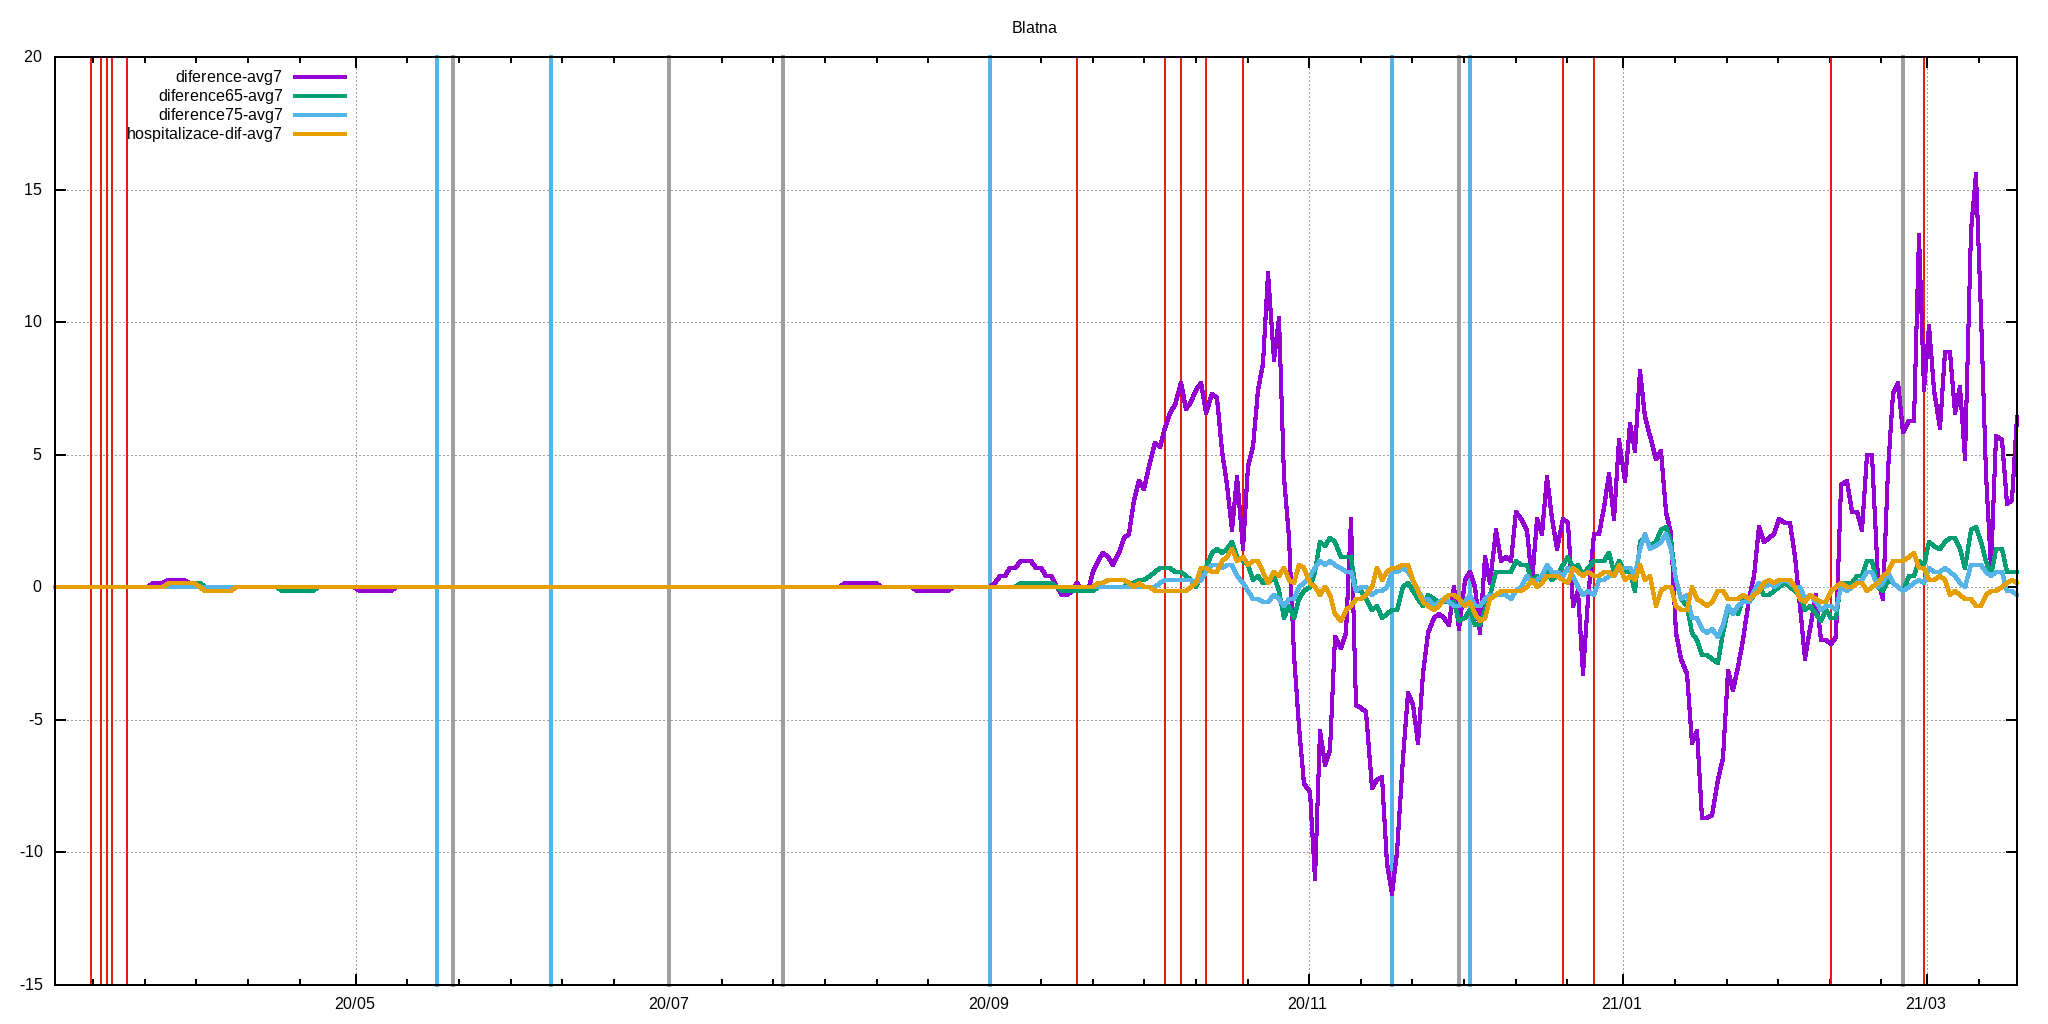 Blatna
20
diference-avg7
diference65-avg7
diference75-avg7
hospitalizace-dif-avg7
15
10
5
0
-5
-10
-15
20/05 20/07 20/09 20/11 21/01 21/03